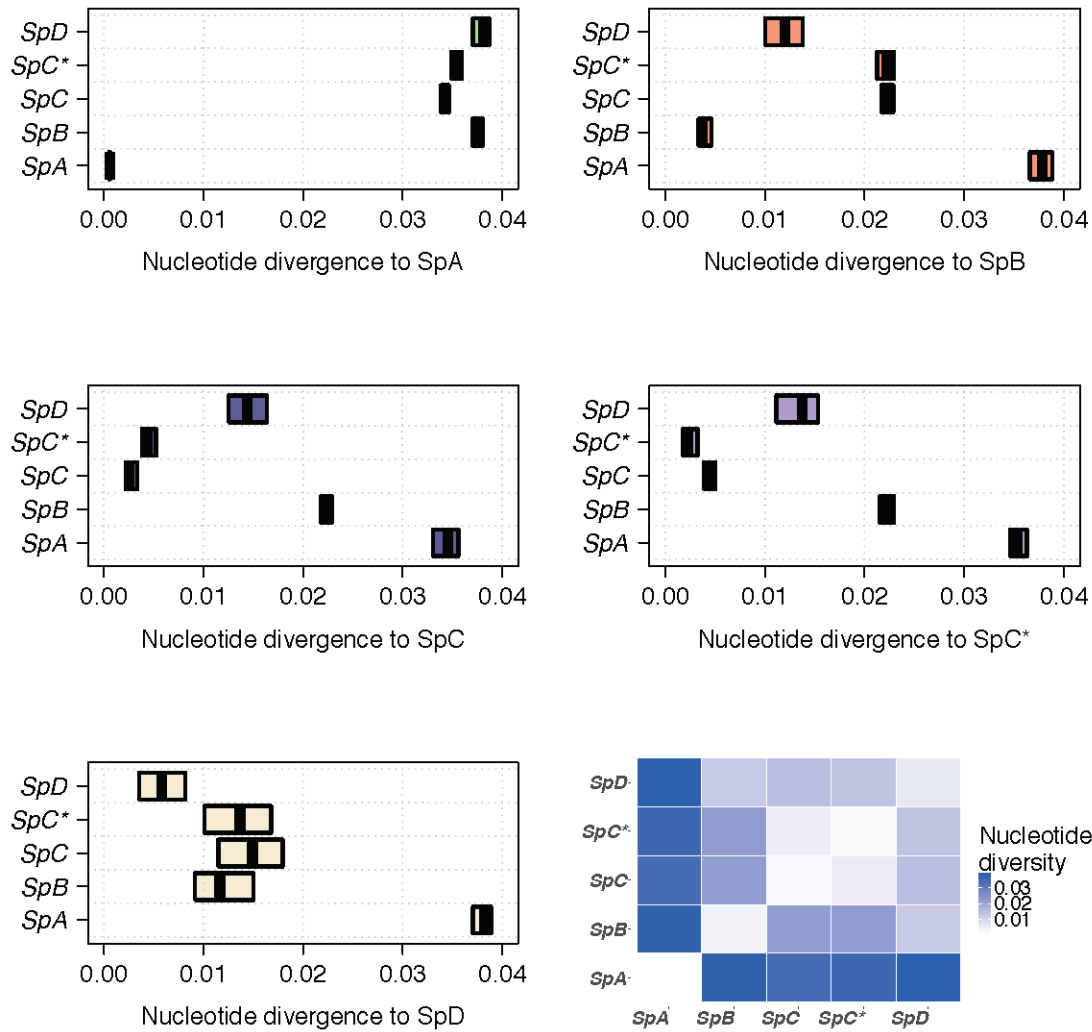 SpD
SpC*
SpC
SpB
SpA
0.00 0.01 0.02 0.03 0.04
Nucleotide divergence to SpA
SpD
SpC*
SpC
SpB
SpA
0.00 0.01 0.02 0.03 0.04
Nucleotide divergence to SpB
SpD
SpC*
SpC
SpB
SpA
0.00 0.01 0.02 0.03 0.04
Nucleotide divergence to SpC
SpD
SpC*
SpC
SpB
SpA
0.00 0.01 0.02 0.03 0.04
Nucleotide divergence to SpC*
SpD
SpC*
SpC
SpB
SpA
0.00 0.01 0.02 0.03 0.04
Nucleotide divergence to SpD
SpD
SpC*
SpC
SpB
SpA
SpA SpB SpC SpC* SpD
Nucleotide
diversity
0.03
0.02
0.01